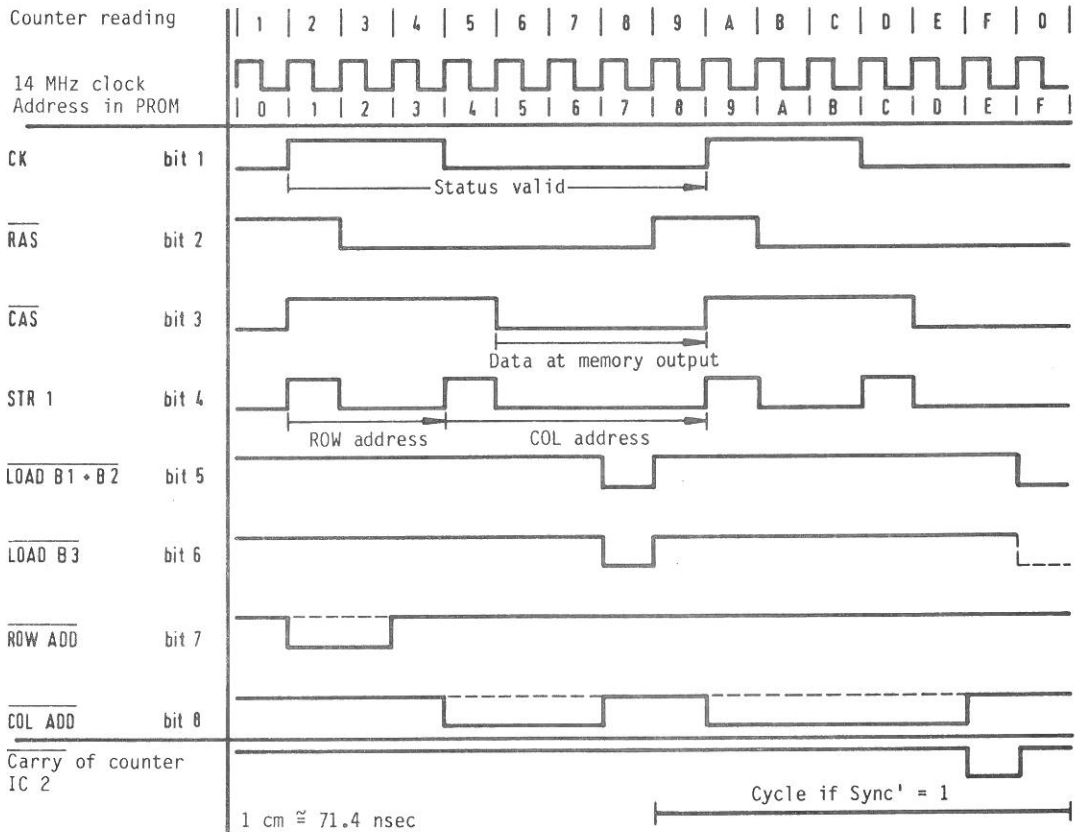 Counter reading | 1 | 2 | 3 | 4 | 5 | 6 | 7 | 8 | 9 | A | B | C | D | E | F | 0 |
14 MHz clock
Address in PROM | 0 | 1 | 2 | 3 | 4 | 5 | 6 | 7 | 8 | 9 | A | B | C | D | E | F |
CK bit 1
Status valid
RAS bit 2
CAS bit 3
Data at memory output
STR 1 bit 4
ROW address COL address
LOAD B1 + B2 bit 5
LOAD B3 bit 6
ROW ADD bit 7
COL ADD bit 8
Carry of counter
IC 2
Cycle if Sync' = 1
1 cm ≅ 71.4 nsec